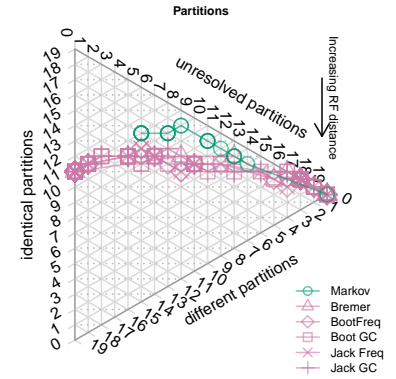 Partitions
0 1 2 3 4 5 6 7 8 9 10 11 12 13 14 15 16 17 18 19
unresolved partitions
Increasing RF distance
19
18
17
16
15
14
13
12
11
10
9
8
7
6
5
4
3
2
1
0
identical partitions
19 18 17 16 15 14 13 12 11 10 9 8 7 6 5 4 3 2 1 0
different partitions
Markov
Bremer
BootFreq
Boot GC
Jack Freq
Jack GC